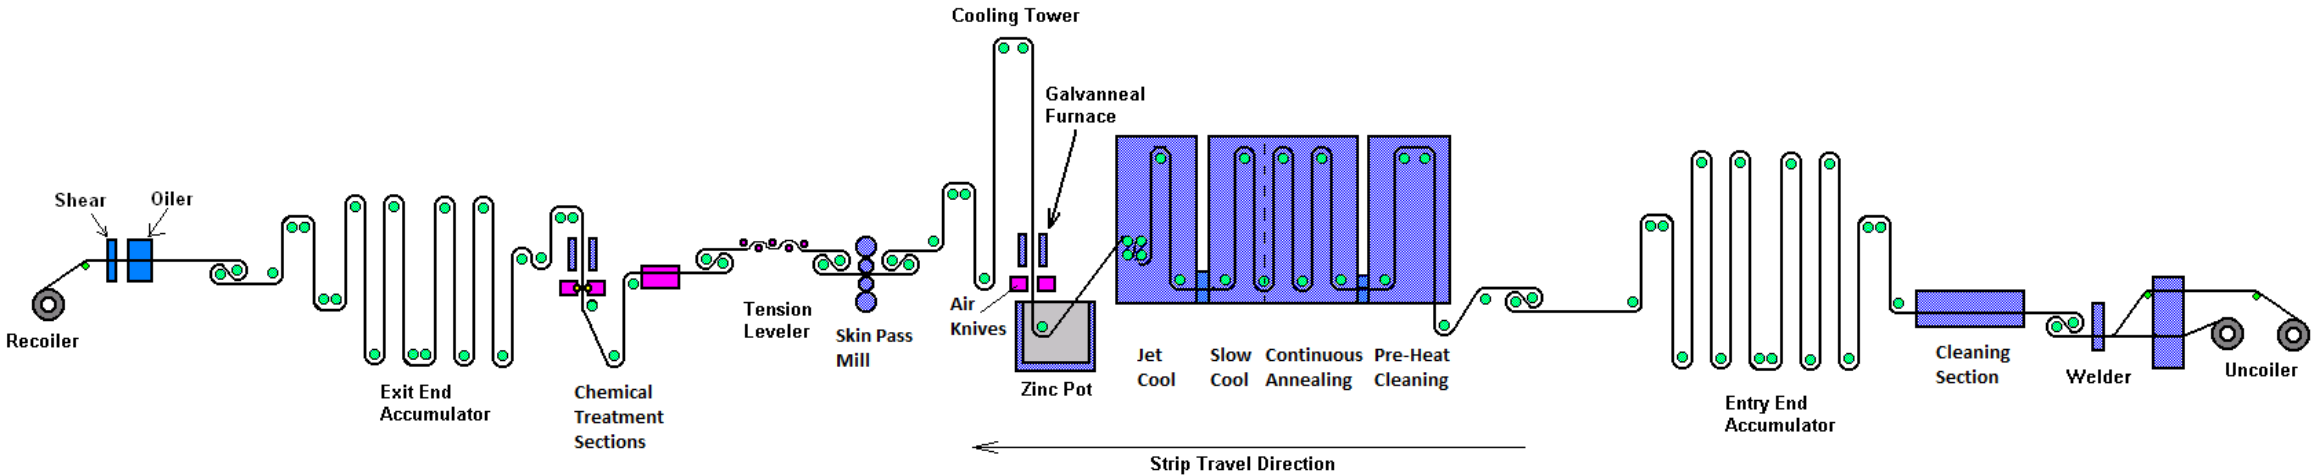 Cooling Tower
Galvanneal
Furnace
Shear
Oiler
Recoiler
Exit End
Accumulator
Chemical
Treatment
Sections
Tension
Leveler
Skin Pass
Mill
Air
Knives
Zinc Pot
Jet
Cool
Slow
Cool
Continuous
Annealing
Pre-Heat
Cleaning
Entry End
Accumulator
Cleaning
Section
Welder
Uncoiler
Strip Travel Direction